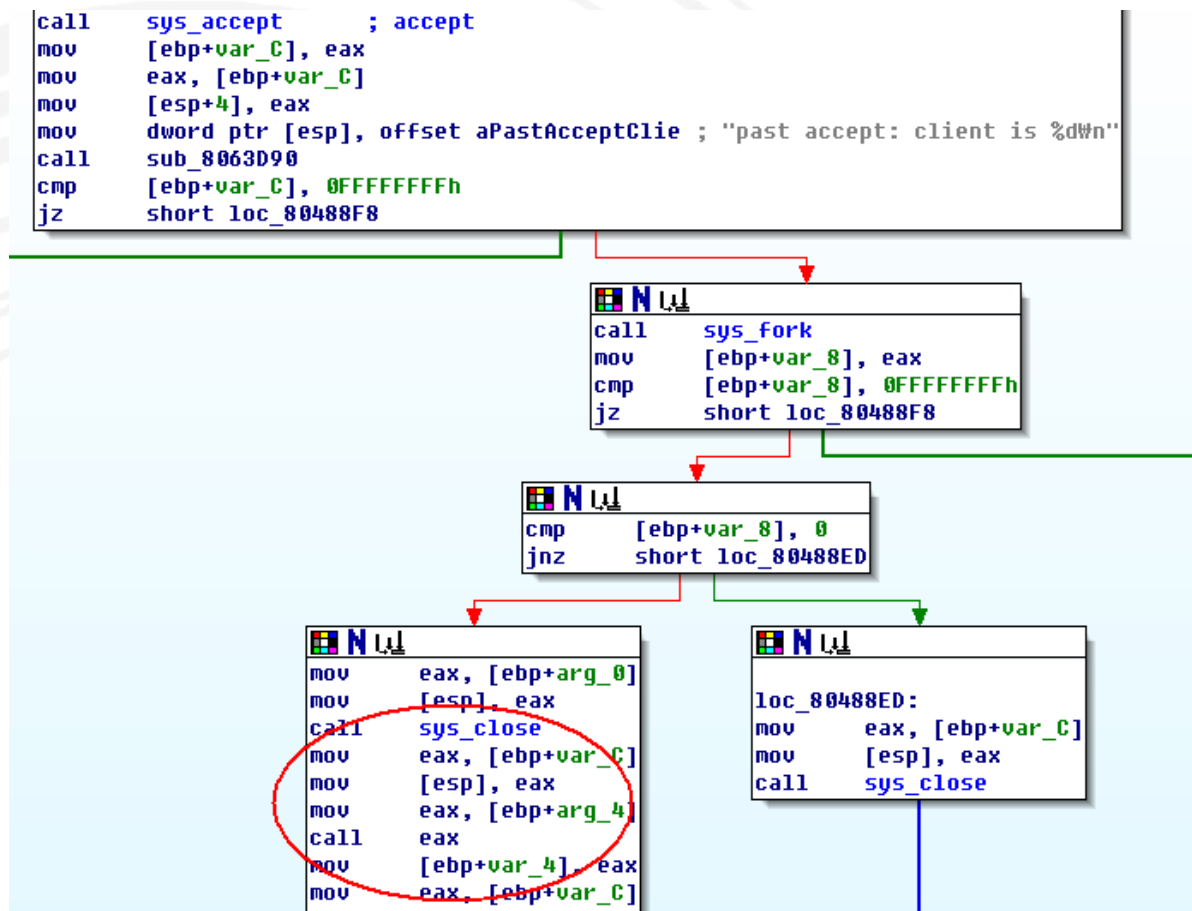 call sys_accept ; accept
mov [ebp+var_C], eax
mov eax, [ebp+var_C]
mov [esp+4], eax
mov dword ptr [esp], offset aPastAcceptClie ; "past accept: client is %d₩n"
call sub_8063D90
cmp [ebp+var_C], 0FFFFFFFFh
jz short loc_80488F8
N
call sys_fork
mov [ebp+var_8], eax
cmp [ebp+var_8], 0FFFFFFFFh
jz short loc_80488F8
N
cmp [ebp+var_8], 0
jnz short loc_80488ED
N
mov eax, [ebp+arg_0]
mov [esp], eax
call sys_close
mov eax, [ebp+var_C]
mov [esp], eax
mov eax, [ebp+arg_4]
call eax
mov [ebp+var_4], eax
mov eax, [ebp+var_C]
N
loc_80488ED:
mov eax, [ebp+var_C]
mov [esp], eax
call sys_close